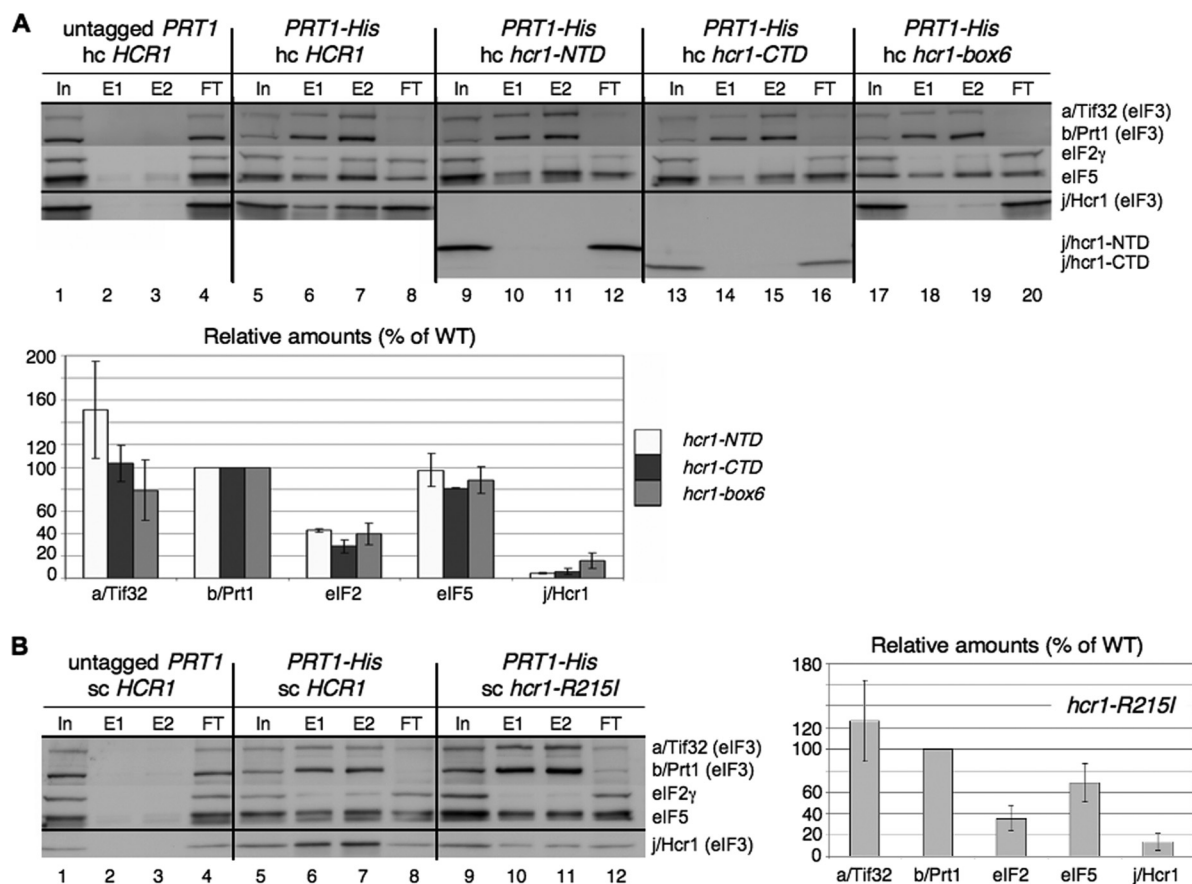 A
untagged PRT1 PRT1-His PRT1-His PRT1-His PRT1-His
hc HCR1 hc HCR1 hc hcr1-NTD hc hcr1-CTD hc hcr1-box6
In E1 E2 FT In E1 E2 FT In E1 E2 FT In E1 E2 FT In E1 E2 FT
a/Tif32 (eIF3)
b/Prt1 (eIF3)
eIF2γ
eIF5
j/Hcr1 (eIF3)
j/hcr1-NTD
j/hcr1-CTD
1 2 3 4 5 6 7 8 9 10 11 12 13 14 15 16 17 18 19 20
Relative amounts (% of WT)
200
160
120
100
80
40
20
0
a/Tif32 b/Prt1 eIF2 eIF5 j/Hcr1
hcr1-NTD
hcr1-CTD
hcr1-box6
B
untagged PRT1 PRT1-His PRT1-His
sc HCR1 sc HCR1 sc hcr1-R215I
In E1 E2 FT In E1 E2 FT In E1 E2 FT
a/Tif32 (eIF3)
b/Prt1 (eIF3)
eIF2γ
eIF5
j/Hcr1 (eIF3)
1 2 3 4 5 6 7 8 9 10 11 12
Relative amounts (% of WT)
180
120
100
80
60
40
20
0
hcr1-R215I
a/Tif32 b/Prt1 eIF2 eIF5 j/Hcr1